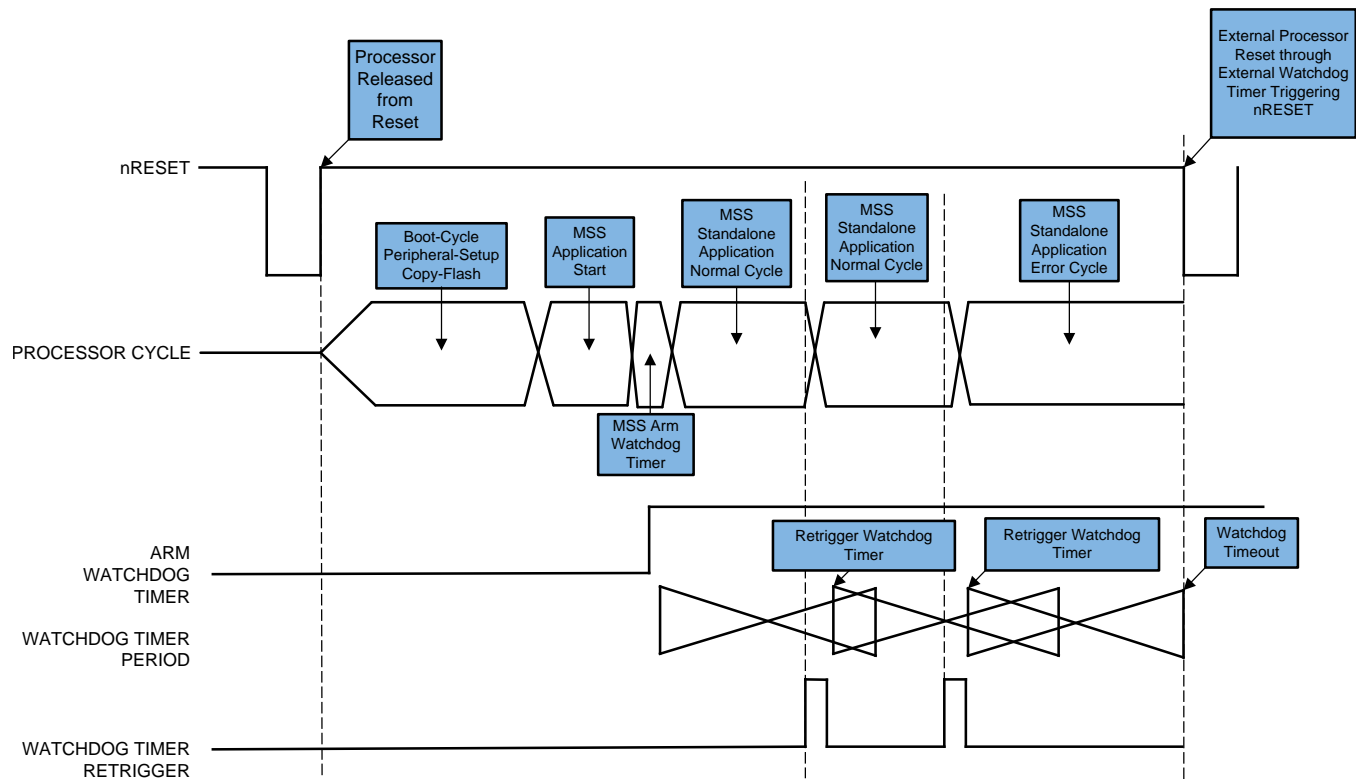 Processor
Released
from
Reset
External Processor
Reset through
External Watchdog
Timer Triggering
nRESET
nRESET
Boot-Cycle
Peripheral-Setup
Copy-Flash
MSS
Application
Start
MSS
Standalone
Application
Normal Cycle
MSS
Standalone
Application
Normal Cycle
MSS
Standalone
Application
Error Cycle
PROCESSOR CYCLE
MSS Arm
Watchdog
Timer
ARM
WATCHDOG
TIMER
Retrigger Watchdog
Timer
Retrigger Watchdog
Timer
Watchdog
Timeout
WATCHDOG TIMER
PERIOD
WATCHDOG TIMER
RETRIGGER